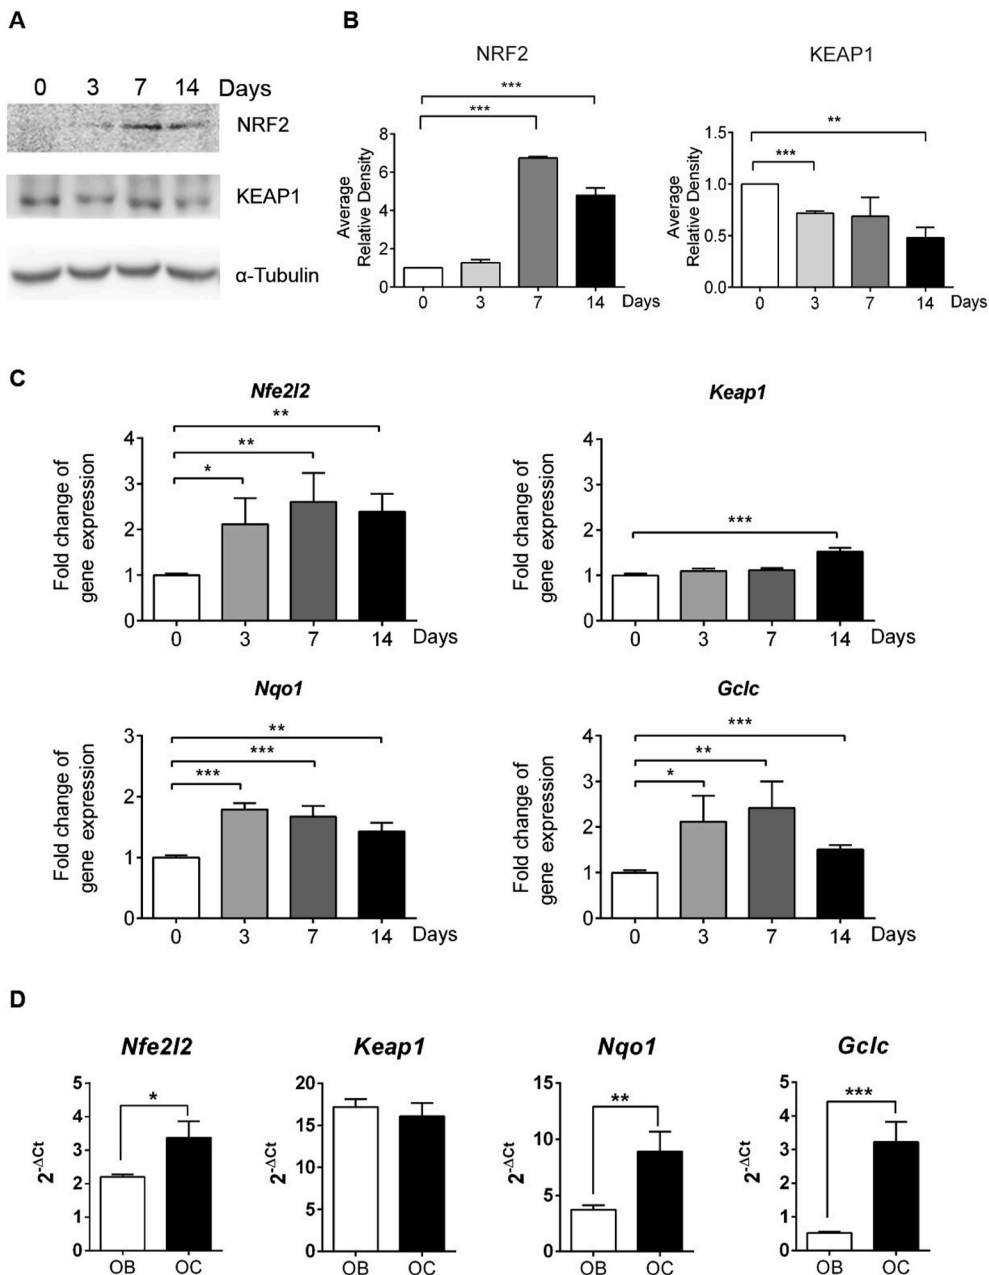 A
0 3 7 14 Days
NRF2
KEAP1
α-Tubulin
B
NRF2
***
***
8
6
4
2
0
Average
Relative Density
0 3 7 14 Days
KEAP1
**
***
1.5
1.0
0.5
0.0
Average
Relative Density
0 3 7 14 Days
C
Nfe2l2
**
**
*
4
3
2
1
0
Fold change of
gene expression
0 3 7 14 Days
Keap1
***
4
3
2
1
0
Fold change of
gene expression
0 3 7 14 Days
Nqo1
**
***
***
3
2
1
0
Fold change of
gene expression
0 3 7 14 Days
Gclc
***
**
*
4
3
2
1
0
Fold change of
gene expression
0 3 7 14 Days
D
Nfe2l2
*
5
4
3
2
1
0
2-ΔCt
OB OC
Keap1
20
15
10
5
0
2-ΔCt
OB OC
Nqo1
**
15
10
5
0
2-ΔCt
OB OC
Gclc
***
5
4
3
2
1
0
2-ΔCt
OB OC